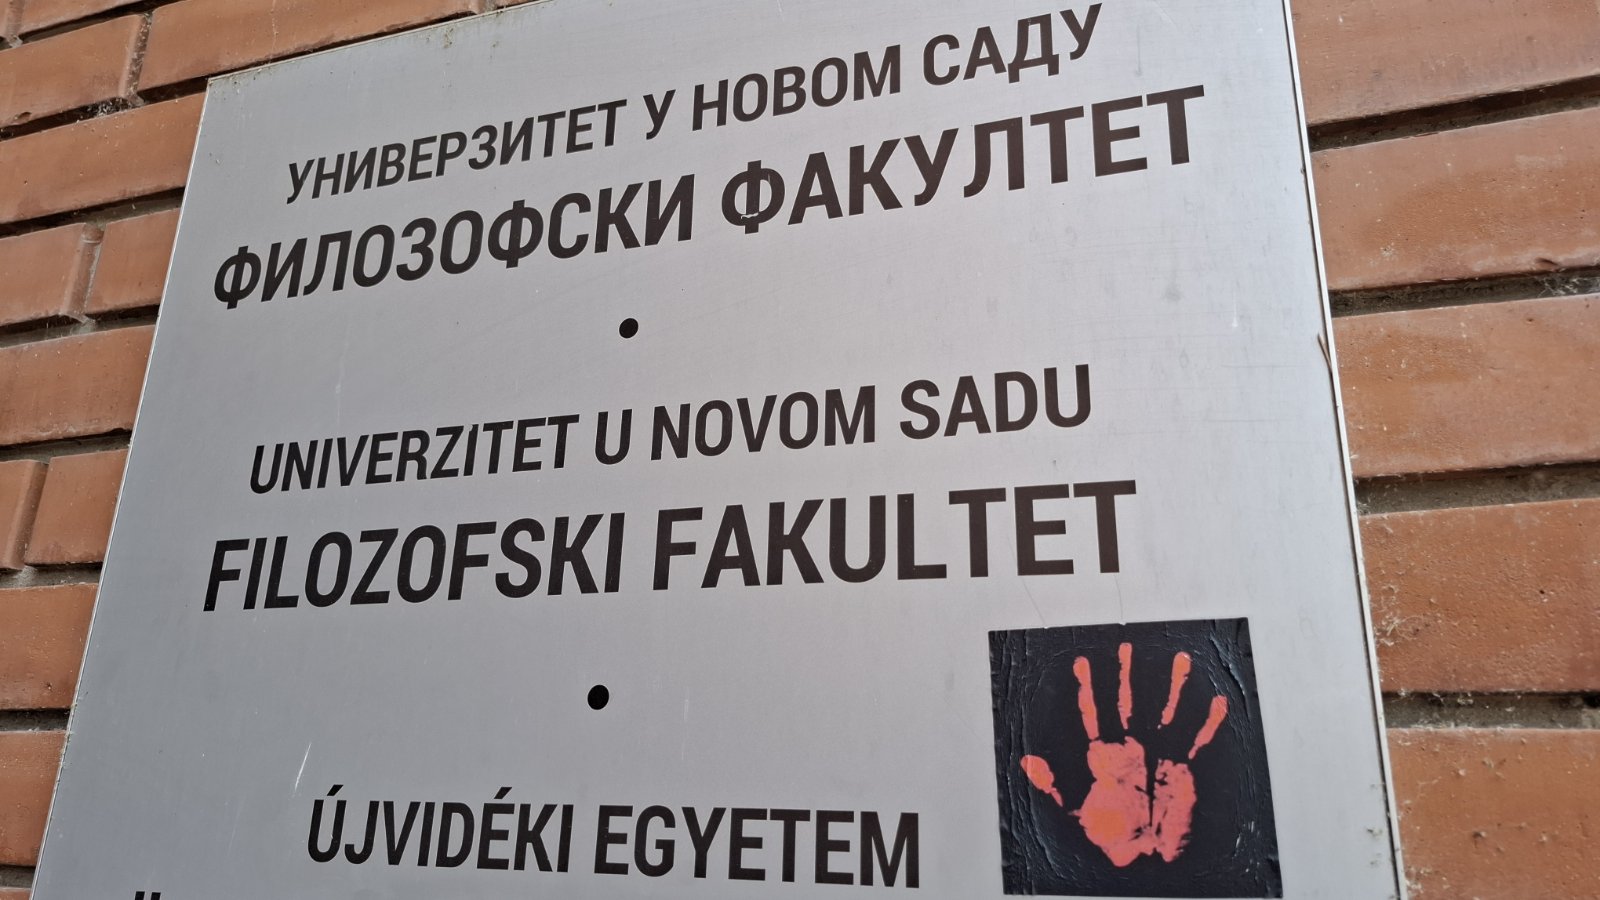 УНИВЕРЗИТЕТ У НОВОМ САДУ
ФИЛОЗОФСКИ ФАКУЛТЕТ
•
UNIVERZITET U NOVOM SADU
FILOZOFSKI FAKULTET
•
ÚJVIDÉKI EGYETEM